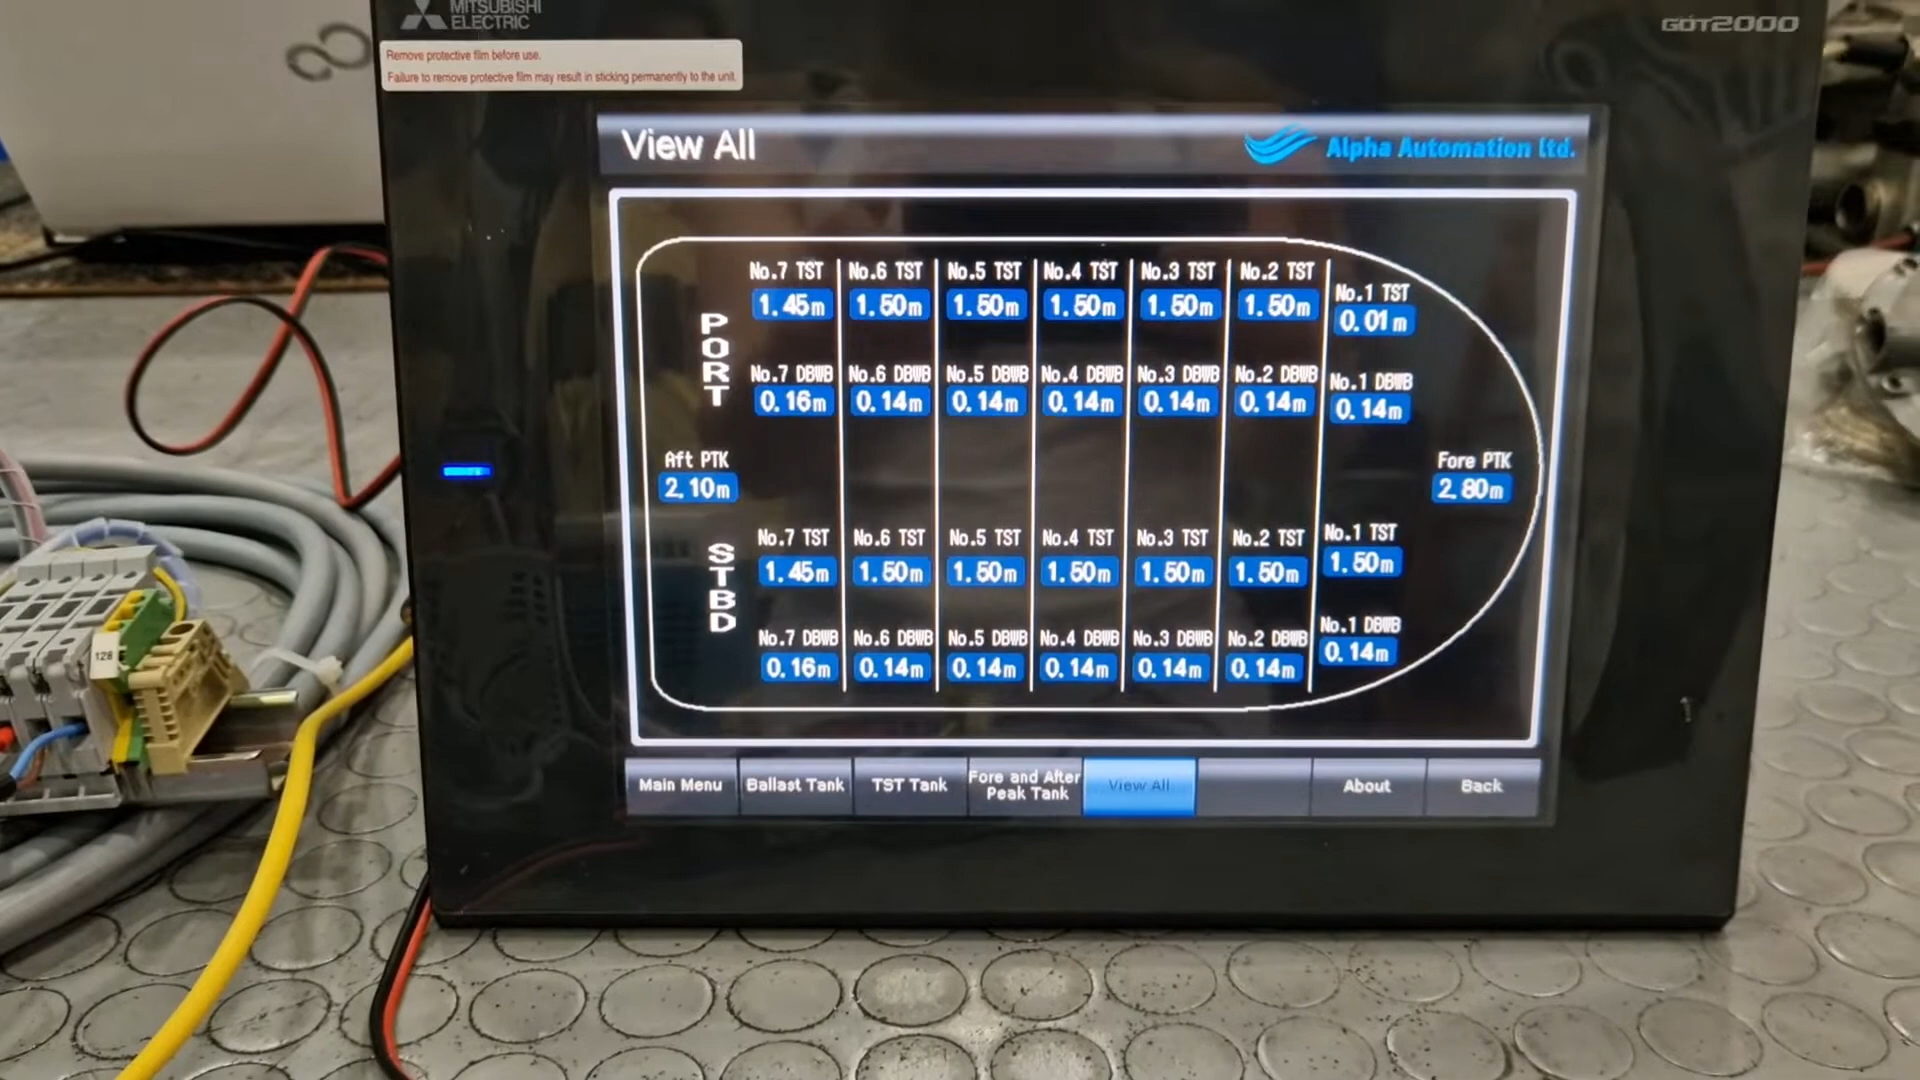 MITSUBISHI
ELECTRIC
GOT2000
Remove protective film before use.
Failure to remove protective film may result in sticking permanently to the unit.
View All
Alpha Automation Ltd.
No.7 TST No.6 TST No.5 TST No.4 TST No.3 TST No.2 TST No.1 TST
1.45m 1.50m 1.50m 1.50m 1.50m 1.50m 0.01m
PORT
No.7 DBWB No.6 DBWB No.5 DBWB No.4 DBWB No.3 DBWB No.2 DBWB No.1 DBWB
0.16m 0.14m 0.14m 0.14m 0.14m 0.14m 0.14m
Aft PTK Fore PTK
2.10m 2.80m
No.7 TST No.6 TST No.5 TST No.4 TST No.3 TST No.2 TST No.1 TST
1.45m 1.50m 1.50m 1.50m 1.50m 1.50m 1.50m
STBD
No.7 DBWB No.6 DBWB No.5 DBWB No.4 DBWB No.3 DBWB No.2 DBWB No.1 DBWB
0.16m 0.14m 0.14m 0.14m 0.14m 0.14m 0.14m
128
Main Menu Ballast Tank TST Tank Fore and After Peak Tank View All About Back